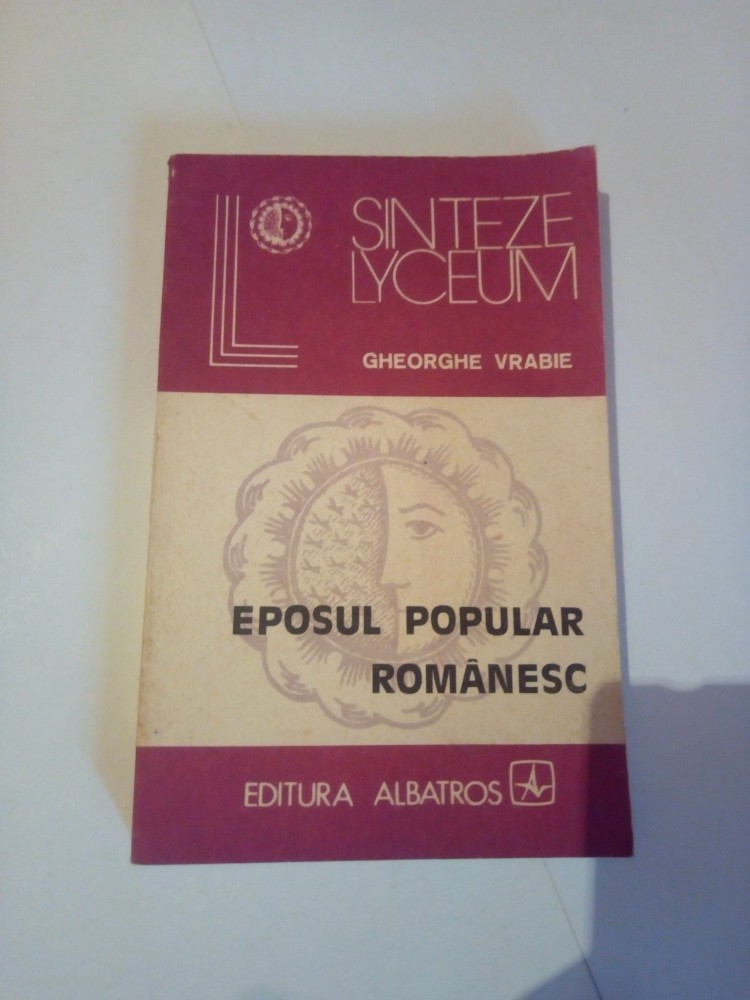 SINTEZE
LYCEUM
GHEORGHE VRABIE
EPOSUL POPULAR
ROMÂNESC
EDITURA ALBATROS